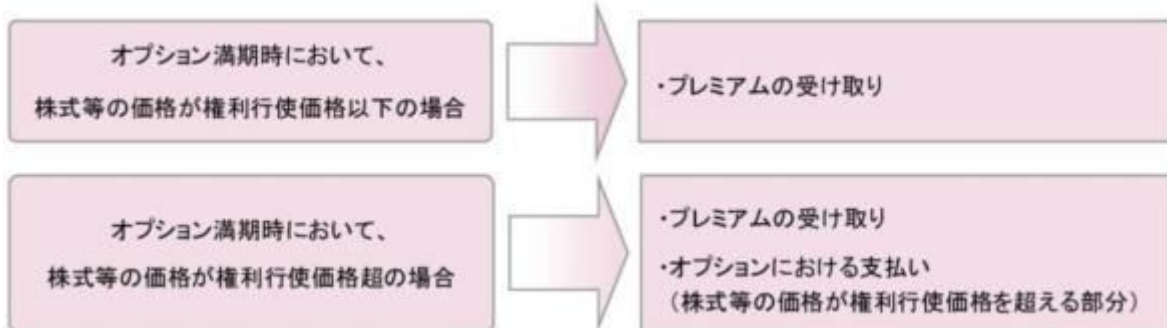 オプション満期時において、
株式等の価格が権利行使価格以下の場合
・プレミアムの受け取り
オプション満期時において、
株式等の価格が権利行使価格超の場合
・プレミアムの受け取り
・オプションにおける支払い
（株式等の価格が権利行使価格を超える部分）